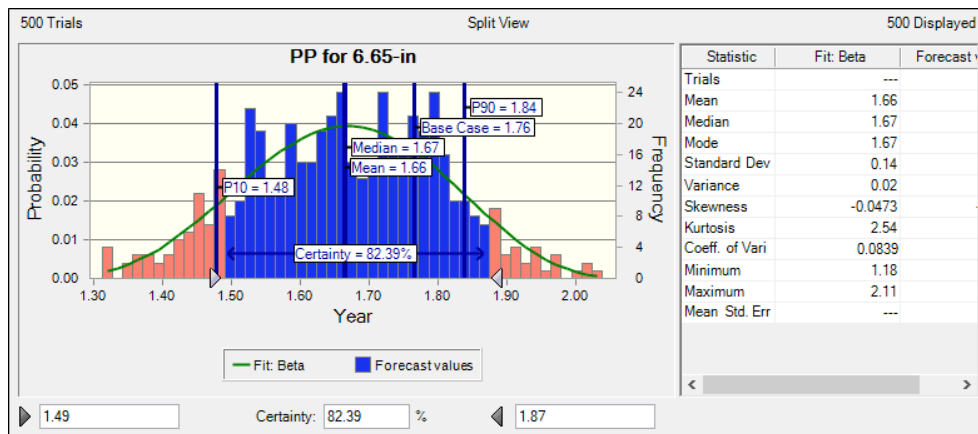 500 Trials Split View 500 Displayed
PP for 6.65-in
0.05
0.04
0.03
0.02
0.01
0.00
Probability
24
20
16
12
8
4
0
Frequency
P90 = 1.84
Base Case = 1.76
Median = 1.67
Mean = 1.66
P10 = 1.48
Certainty = 82.39%
1.30 1.40 1.50 1.60 1.70 1.80 1.90 2.00
Year
Fit: Beta Forecast values
Statistic Fit: Beta Forecast v
Trials ---
Mean 1.66
Median 1.67
Mode 1.67
Standard Dev 0.14
Variance 0.02
Skewness -0.0473
Kurtosis 2.54
Coeff. of Vari 0.0839
Minimum 1.18
Maximum 2.11
Mean Std. Err ---
1.49 Certainty: 82.39 % 1.87